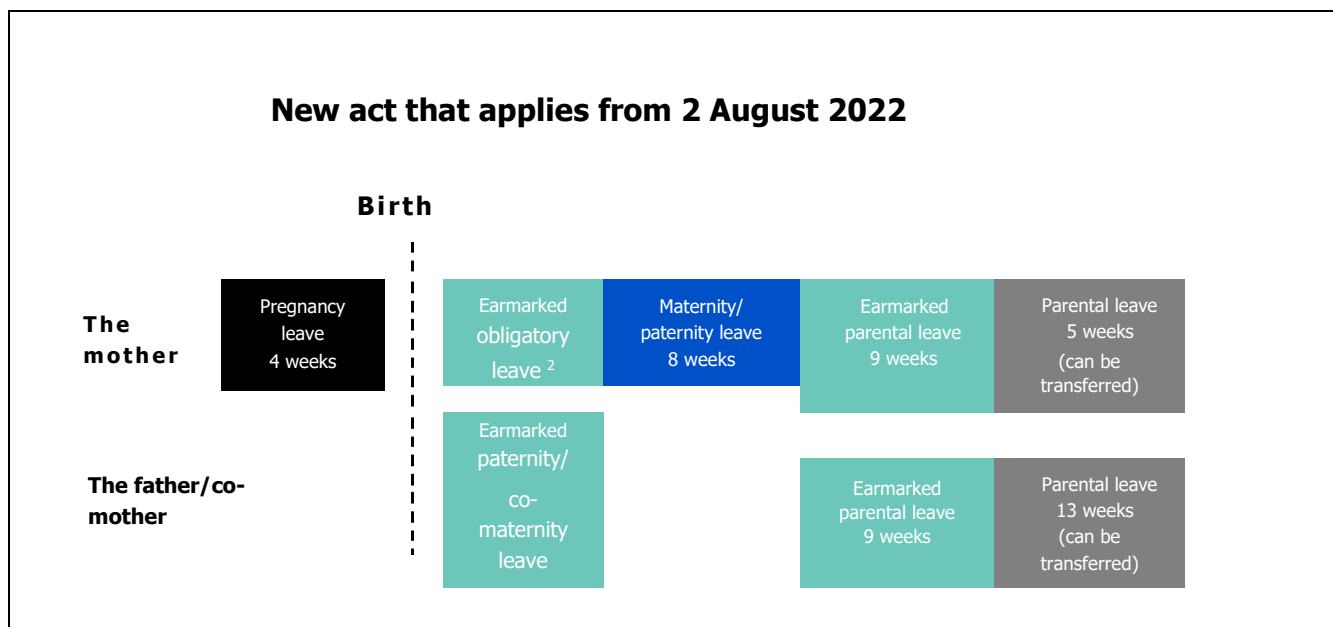 New act that applies from 2 August 2022
Birth
The
mother
Pregnancy
leave
4 weeks
Earmarked
obligatory
leave 2
Maternity/
paternity leave
8 weeks
Earmarked
parental leave
9 weeks
Parental leave
5 weeks
(can be
transferred)
The father/co-
mother
Earmarked
paternity/
co-
maternity
leave
Earmarked
parental leave
9 weeks
Parental leave
13 weeks
(can be
transferred)